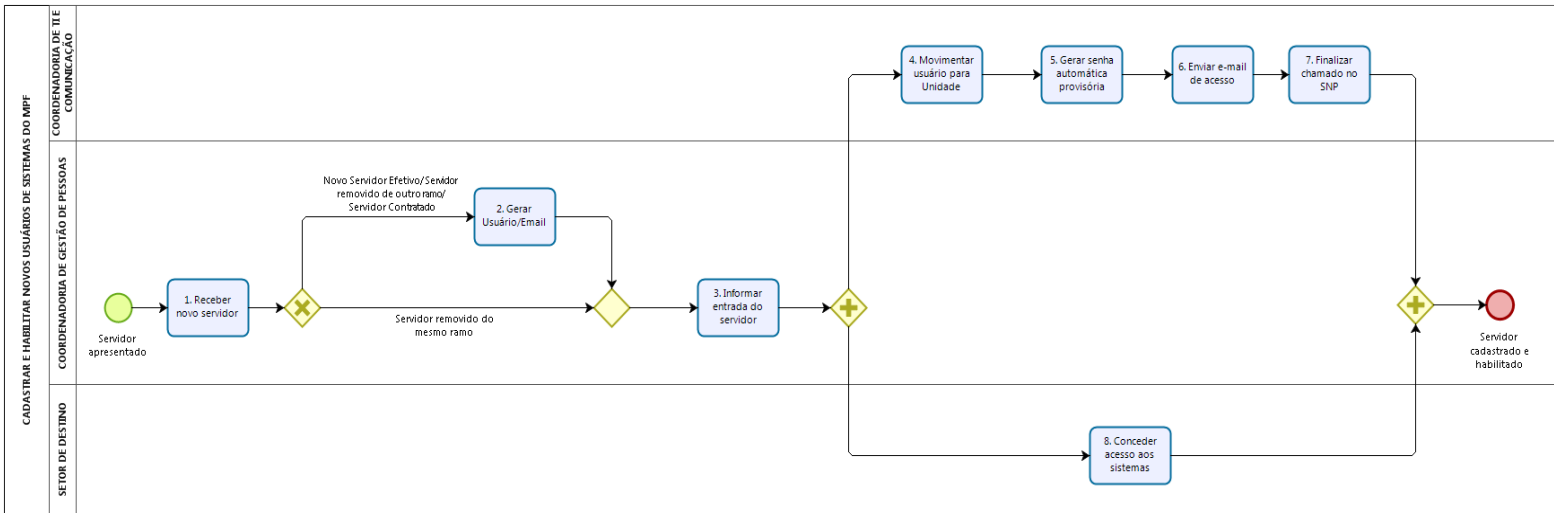 CADASTRAR E HABILITAR NOVOS USUÁRIOS DE SISTEMAS DO MPF
COORDENADORIA DE TI E
COMUNICAÇÃO
4. Movimentar
usuário para
Unidade
5. Gerar senha
automática
provisória
6. Enviar e-mail
de acesso
7. Finalizar
chamado no
SNP
COORDENADORIA DE GESTÃO DE PESSOAS
Servidor
apresentado
1. Receber
novo servidor
Novo Servidor Efetivo/Servidor
removido de outro ramo/
Servidor Contratado
2. Gerar
Usuário/Email
Servidor removido do
mesmo ramo
3. Informar
entrada do
servidor
Servidor
cadastrado e
habilitado
SETOR DE DESTINO
8. Conceder
acesso aos
sistemas